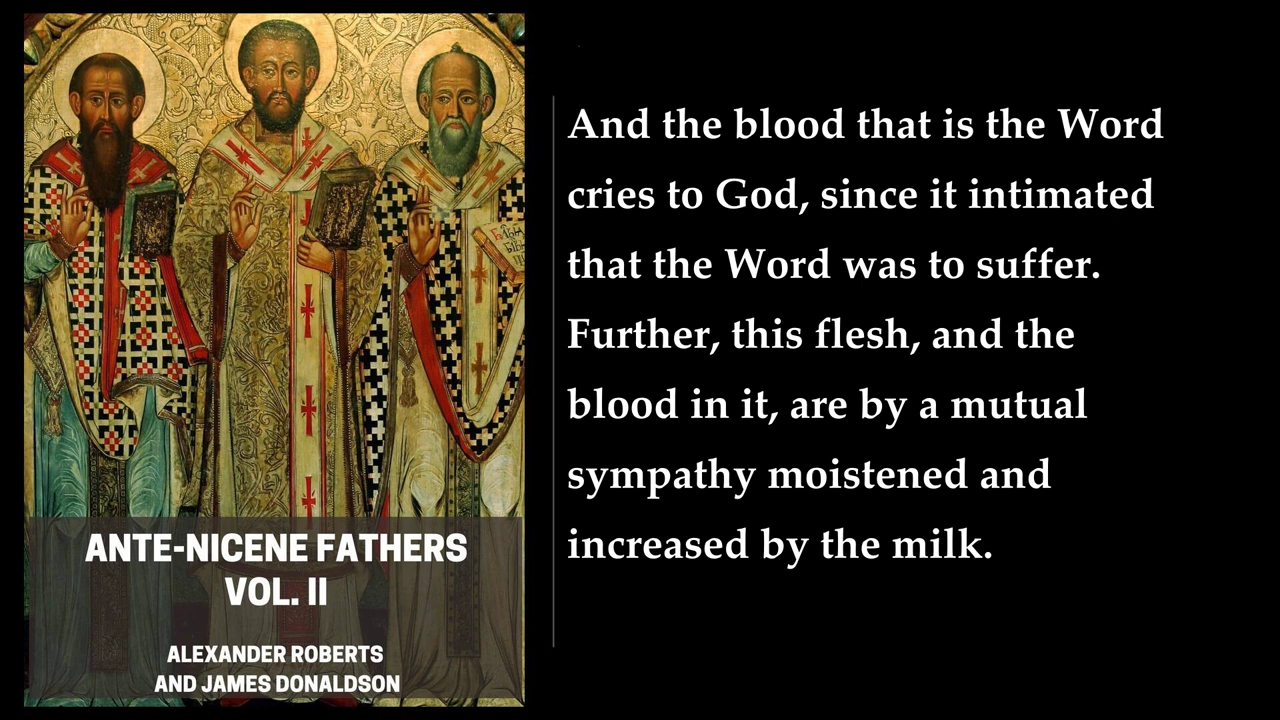 ANTE-NICENE FATHERS
VOL. II
ALEXANDER ROBERTS
AND JAMES DONALDSON
And the blood that is the Word
cries to God, since it intimated
that the Word was to suffer.
Further, this flesh, and the
blood in it, are by a mutual
sympathy moistened and
increased by the milk.